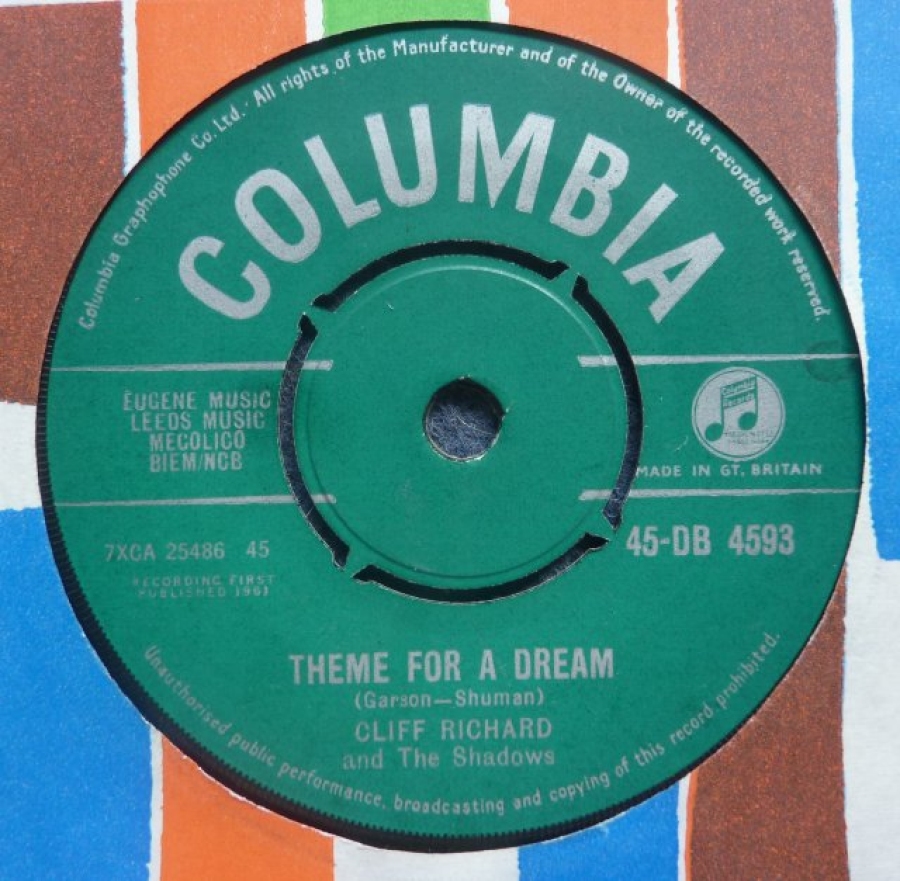 Columbia Graphophone Co. Ltd. · All rights of the Manufacturer and of the Owner of the recorded work reserved.
COLUMBIA
EUGENE MUSIC
LEEDS MUSIC
MECOLICO
BIEM/NCB
Columbia
Records
MADE IN GT. BRITAIN
7XCA 25486 45
45-DB 4593
RECORDING FIRST
PUBLISHED 1961
THEME FOR A DREAM
(Garson—Shuman)
CLIFF RICHARD
and The Shadows
Unauthorised public performance, broadcasting and copying of this record prohibited.